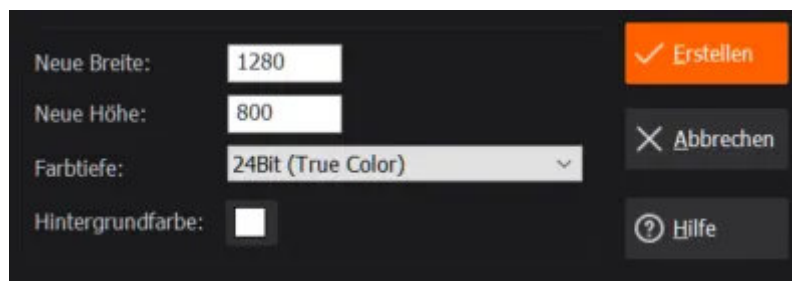 Neue Breite: 1280
Neue Höhe: 800
Farbtiefe: 24Bit (True Color)
Hintergrundfarbe:
Erstellen
Abbrechen
Hilfe